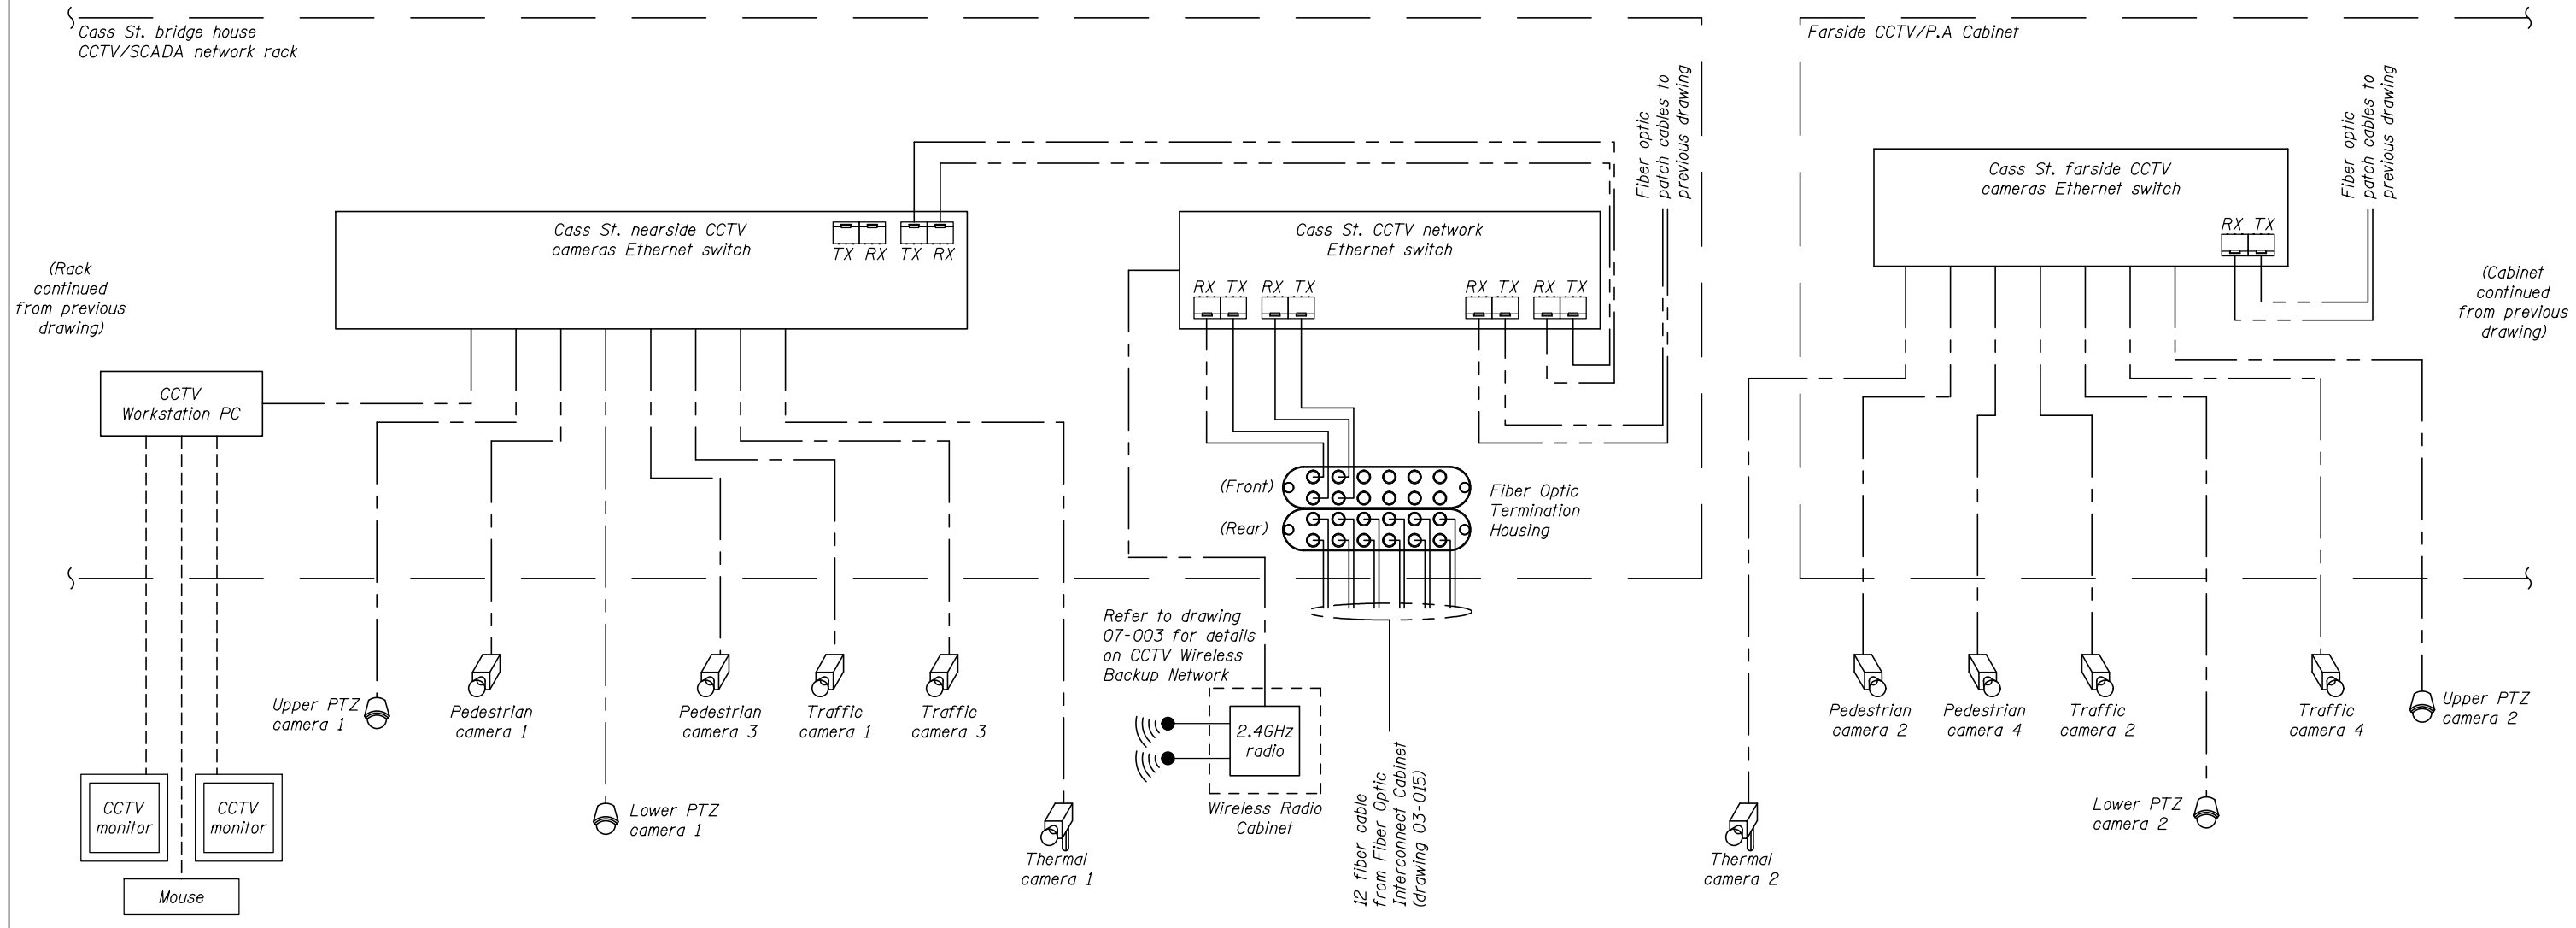 Cass St. bridge house
CCTV/SCADA network rack
Farside CCTV/P.A Cabinet
Fiber optic
patch cables to
previous drawing
Fiber optic
patch cables to
previous drawing
Cass St. farside CCTV
cameras Ethernet switch
RX TX
Cass St. nearside CCTV
cameras Ethernet switch
TX RX TX RX
Cass St. CCTV network
Ethernet switch
RX TX RX TX RX TX RX TX
(Rack
continued
from previous
drawing)
(Cabinet
continued
from previous
drawing)
CCTV
Workstation PC
(Front)
(Rear)
Fiber Optic
Termination
Housing
Refer to drawing
07-003 for details
on CCTV Wireless
Backup Network
Upper PTZ
camera 1
Pedestrian
camera 1
Pedestrian
camera 3
Traffic
camera 1
Traffic
camera 3
2.4GHz
radio
Wireless Radio
Cabinet
Pedestrian
camera 2
Pedestrian
camera 4
Traffic
camera 2
Traffic
camera 4
Upper PTZ
camera 2
CCTV
monitor
CCTV
monitor
Lower PTZ
camera 1
Lower PTZ
camera 2
Thermal
camera 1
12 fiber cable
from Fiber Optic
Interconnect Cabinet
(drawing 03-015)
Thermal
camera 2
Mouse